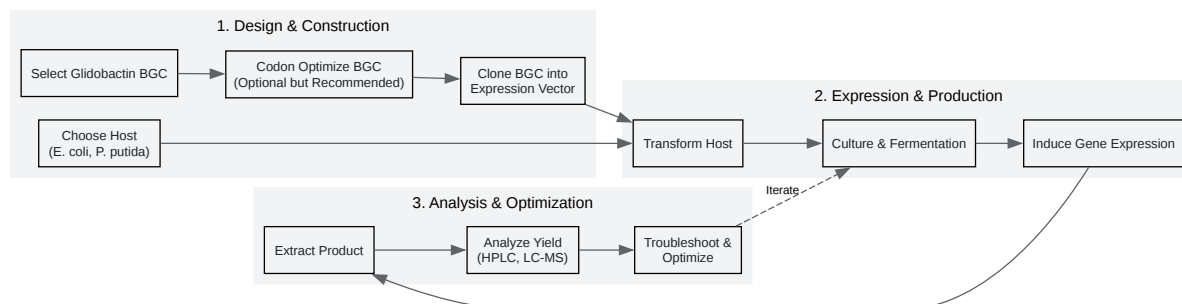 1. Design & Construction
Select Glidobactin BGC
Codon Optimize BGC
(Optional but Recommended)
Clone BGC into
Expression Vector
Choose Host
(E. coli, P. putida)
2. Expression & Production
Transform Host
Culture & Fermentation
Induce Gene Expression
Iterate
3. Analysis & Optimization
Extract Product
Analyze Yield
(HPLC, LC-MS)
Troubleshoot &
Optimize